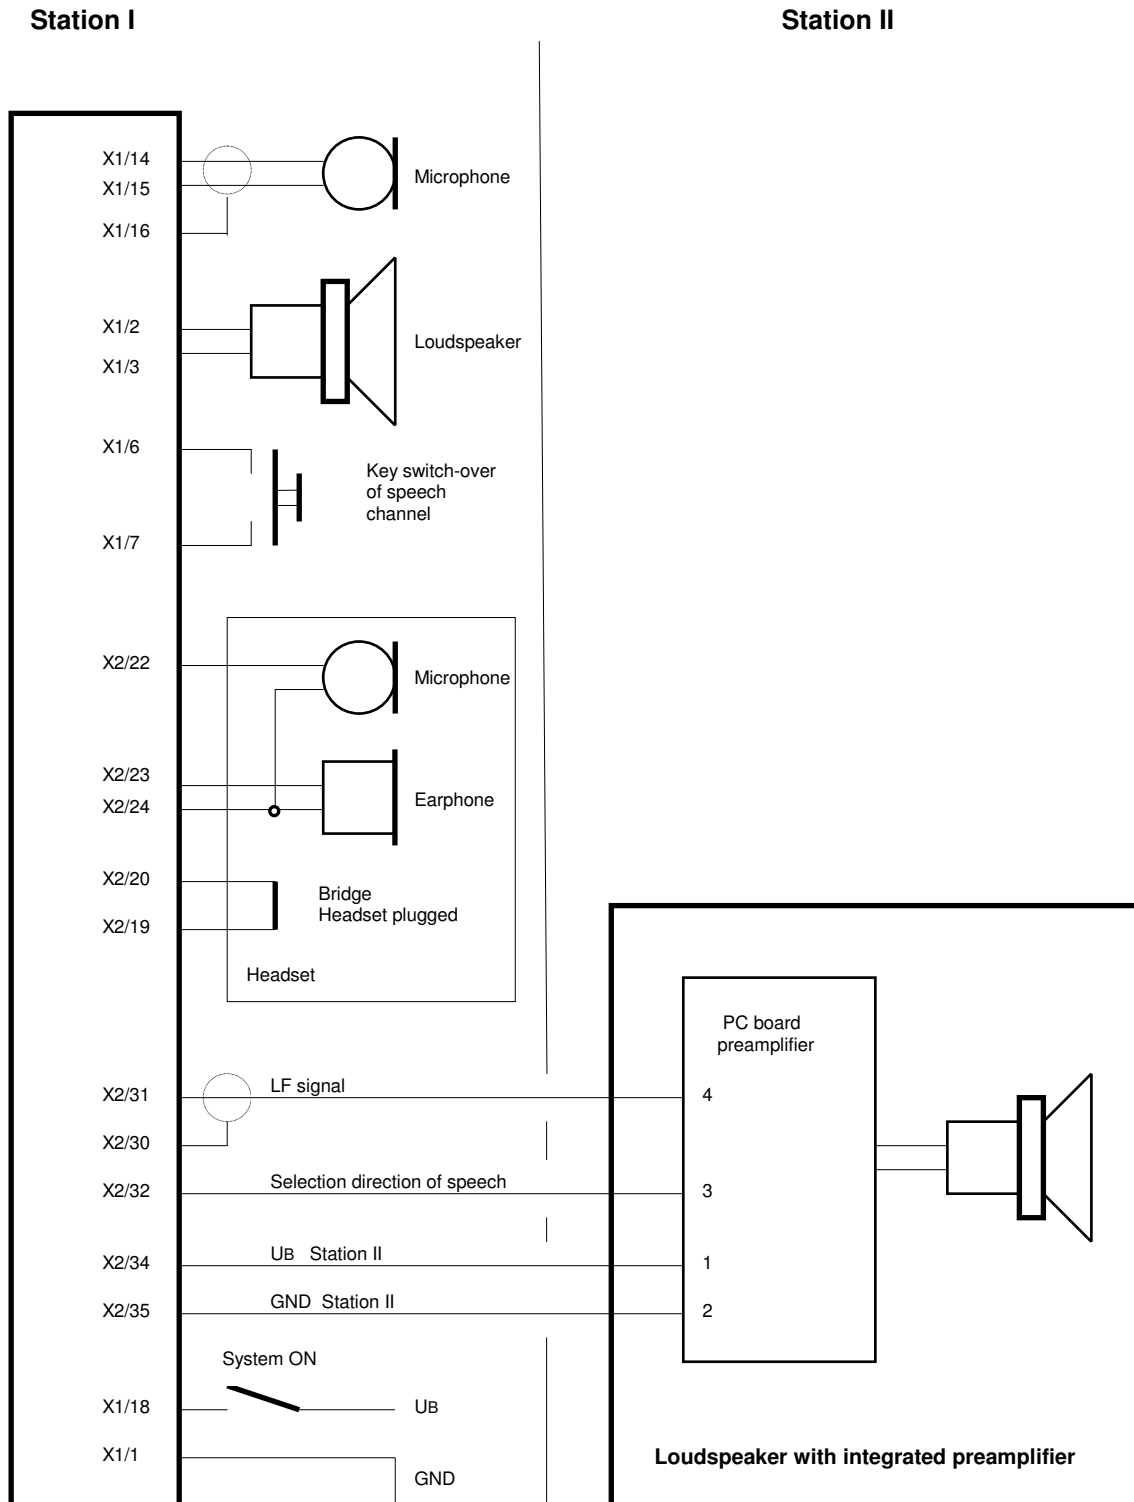 Station I
Station II
X1/14
X1/15
Microphone
X1/16
X1/2
Loudspeaker
X1/3
X1/6
Key switch-over
of speech
channel
X1/7
X2/22
Microphone
X2/23
Earphone
X2/24
X2/20
Bridge
Headset plugged
X2/19
Headset
PC board
preamplifier
X2/31
LF signal
4
X2/30
X2/32
Selection direction of speech
3
X2/34
UB Station II
1
X2/35
GND Station II
2
System ON
X1/18
UB
X1/1
GND
Loudspeaker with integrated preamplifier